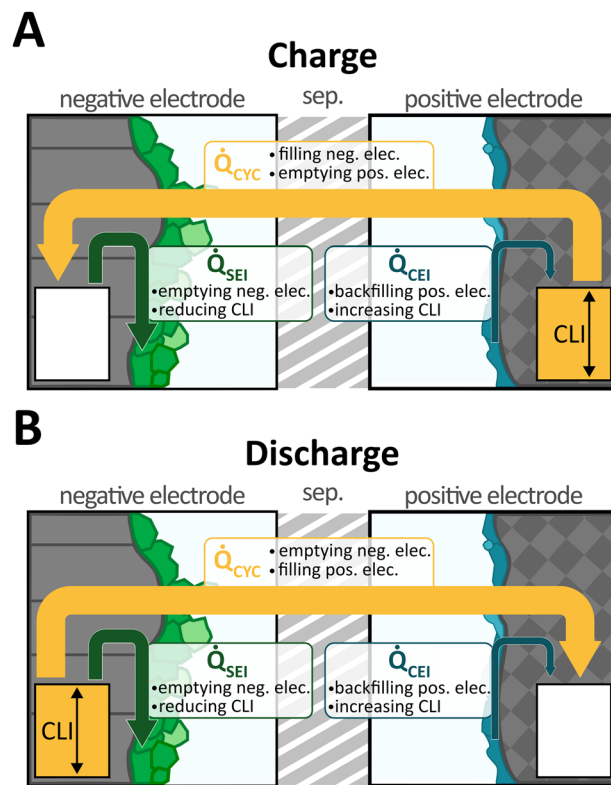 A
Charge
negative electrode
sep.
positive electrode
Q̇CYC
• filling neg. elec.
• emptying pos. elec.
Q̇SEI
•emptying neg. elec.
•reducing CLI
Q̇CEI
•backfilling pos. elec.
•increasing CLI
CLI
B
Discharge
negative electrode
sep.
positive electrode
Q̇CYC
• emptying neg. elec.
• filling pos. elec.
Q̇SEI
•emptying neg. elec.
•reducing CLI
Q̇CEI
•backfilling pos. elec.
•increasing CLI
CLI